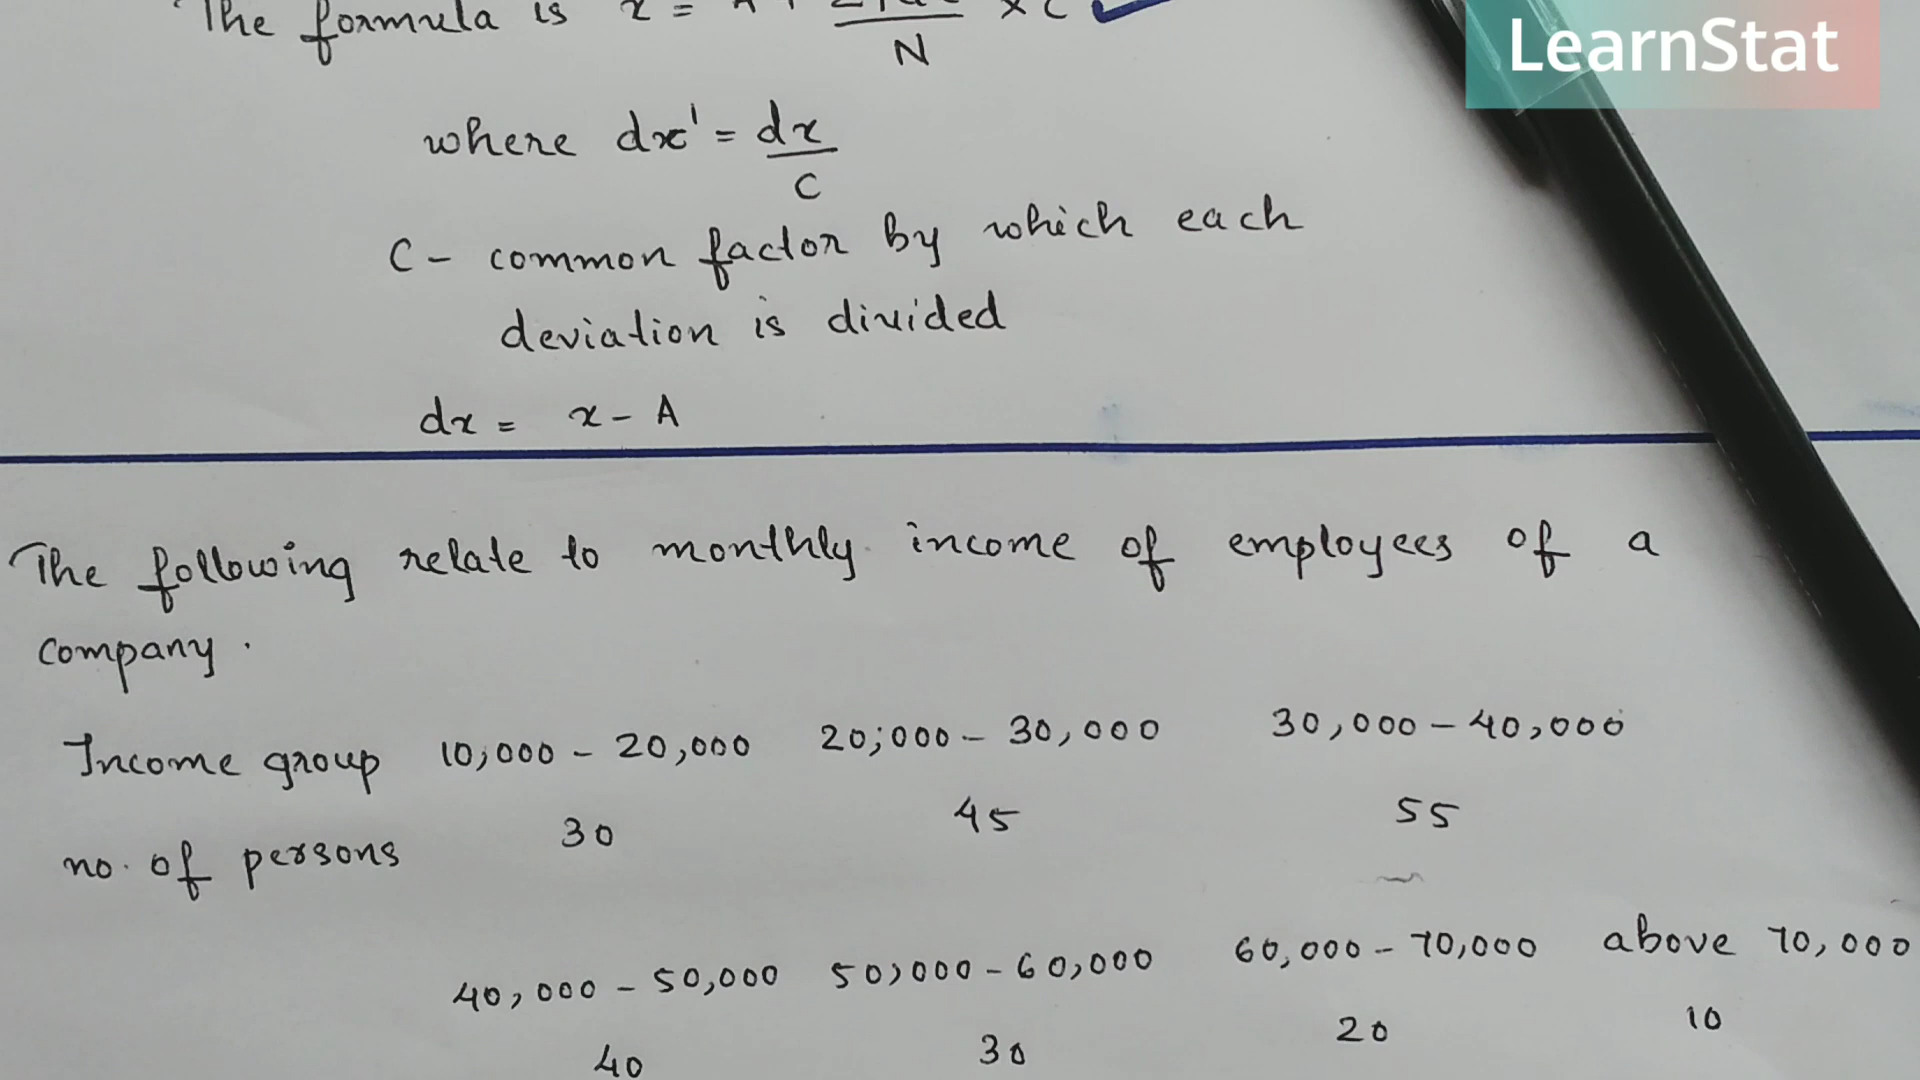 The formula is
x C
N
LearnStat
where dx' = dx
C
C - common factor by which each
deviation is divided
dx = x - A
The following relate to monthly income of employees of a
company.
Income group 10,000 - 20,000 20,000 - 30,000 30,000 - 40,000
no. of persons 30 45 55
40,000 - 50,000 50,000 - 60,000 60,000 - 70,000 above 70,000
40 30 20 10